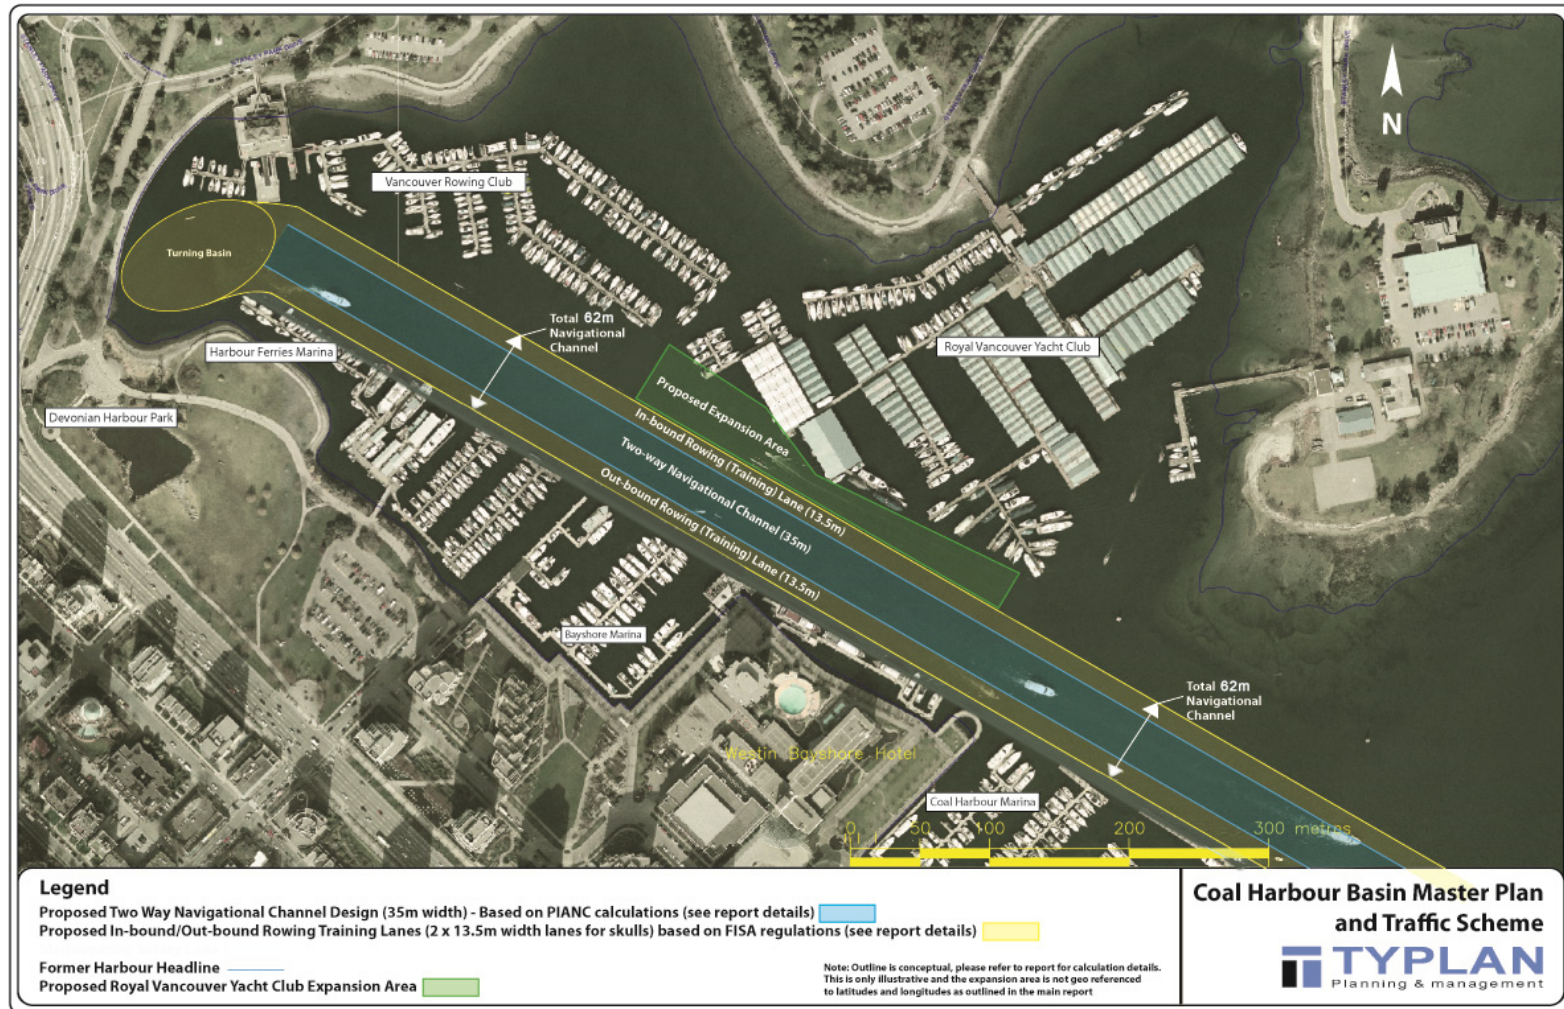 N
Vancouver Rowing Club
Turning Basin
Total 62m
Navigational
Channel
Harbour Ferries Marina
Royal Vancouver Yacht Club
Proposed Expansion Area
Devonian Harbour Park
In-bound Rowing (Training) Lane (13.5m)
Two-way Navigational Channel (35m)
Out-bound Rowing (Training) Lane (13.5m)
Bayshore Marina
Total 62m
Navigational
Channel
Westin Bayshore Hotel
Coal Harbour Marina
0 50 100 200 300 metres
Legend
Proposed Two Way Navigational Channel Design (35m width) - Based on PIANC calculations (see report details)
Proposed In-bound/Out-bound Rowing Training Lanes (2 x 13.5m width lanes for skulls) based on FISA regulations (see report details)
Former Harbour Headline
Proposed Royal Vancouver Yacht Club Expansion Area
Note: Outline is conceptual, please refer to report for calculation details.
This is only illustrative and the expansion area is not geo referenced
to latitudes and longitudes as outlined in the main report
Coal Harbour Basin Master Plan
and Traffic Scheme
TYPLAN
Planning & management